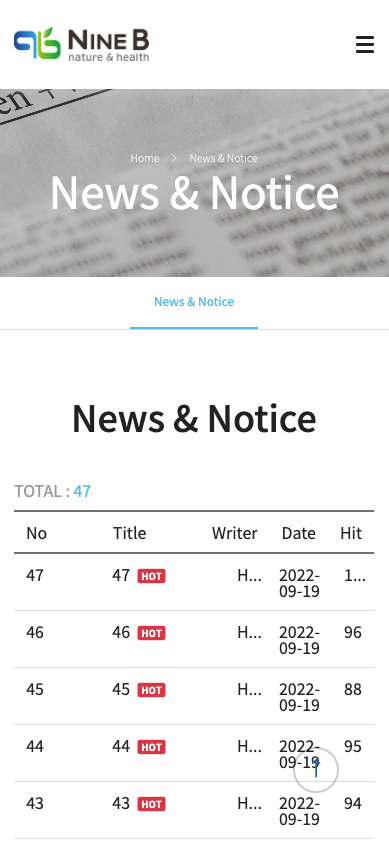 NINE B
nature & health
en +
Home > News & Notice
News & Notice
News & Notice
News & Notice
TOTAL : 47
No Title Writer Date Hit
47 47 HOT H... 2022-09-19 1...
46 46 HOT H... 2022-09-19 96
45 45 HOT H... 2022-09-19 88
44 44 HOT H... 2022-09-19 95
43 43 HOT H... 2022-09-19 94